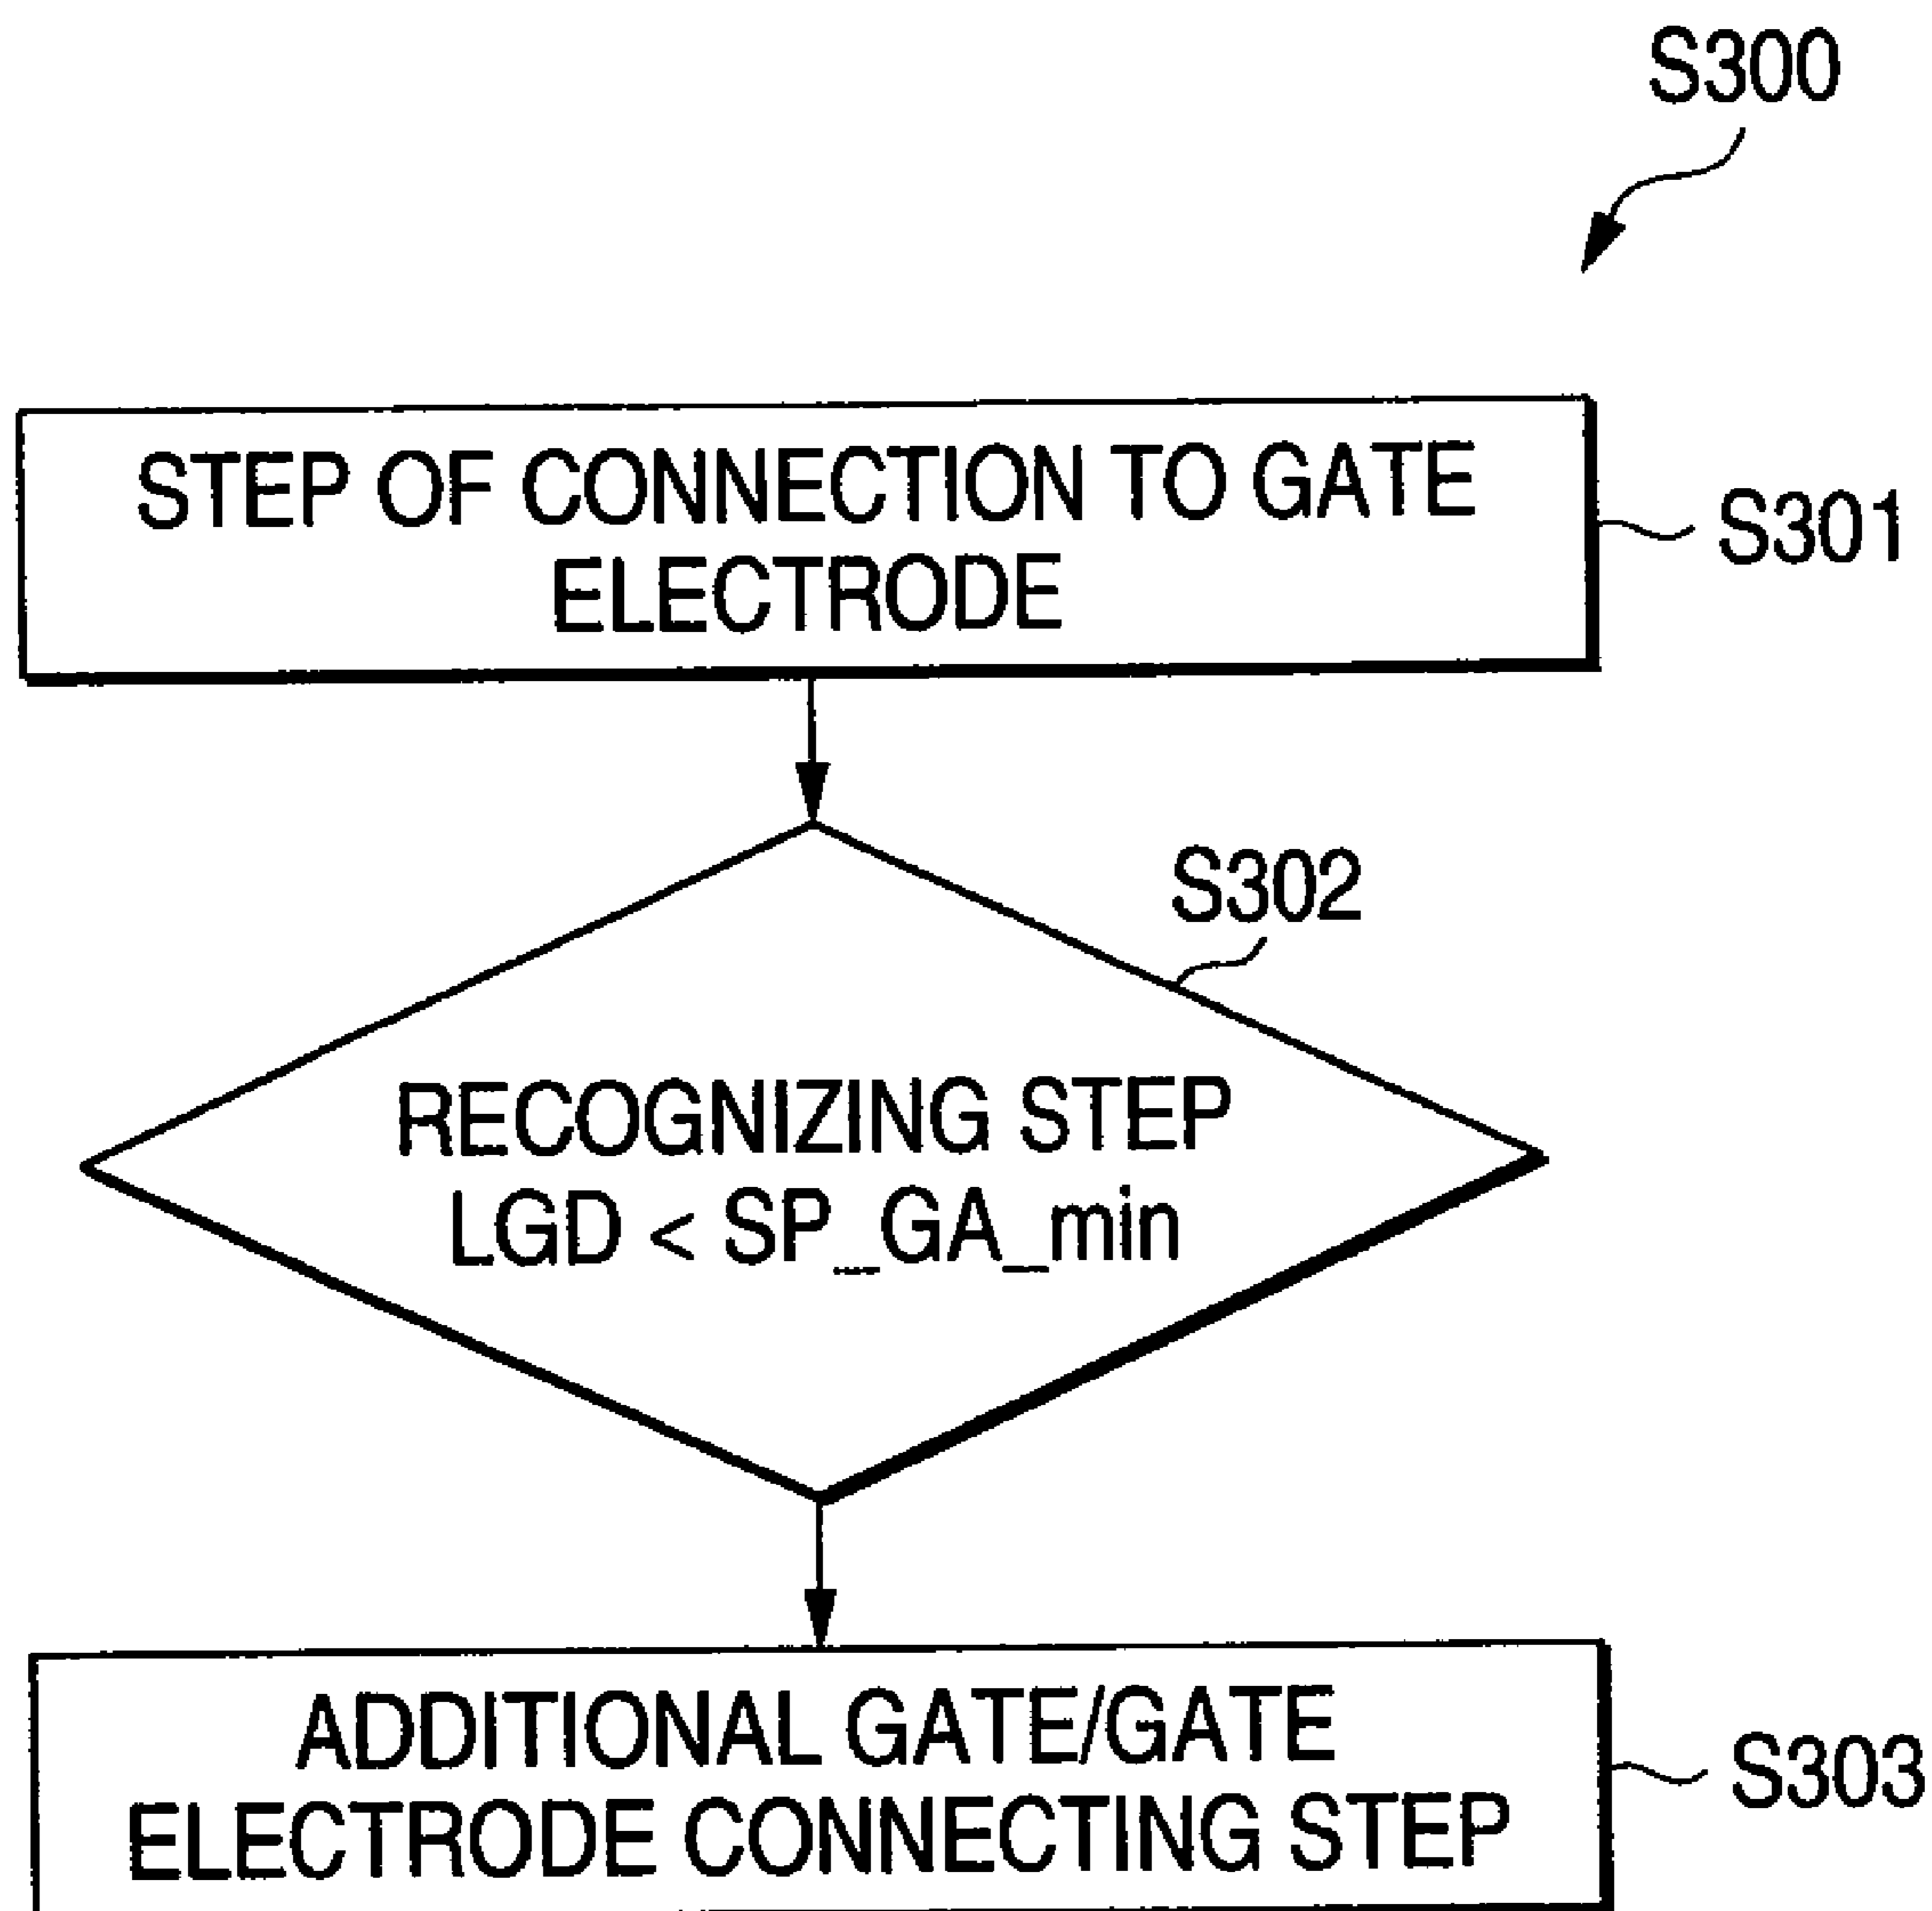 S300
STEP OF CONNECTION TO GATE
ELECTRODE
S301
S302
RECOGNIZING STEP
LGD < SP_GA_min
ADDITIONAL GATE/GATE
ELECTRODE CONNECTING STEP
S303